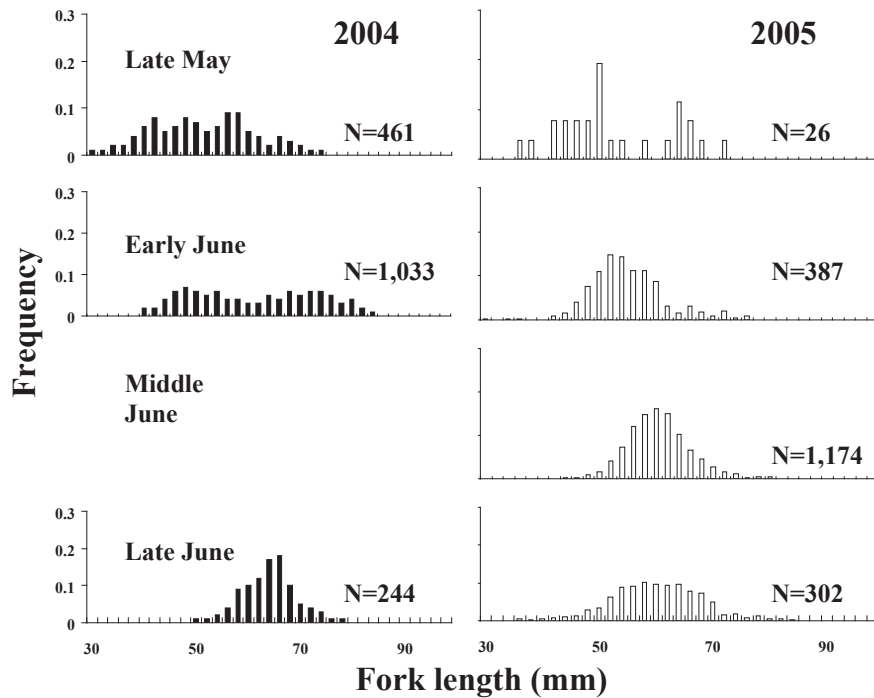 2004
2005
0.3
0.2
0.1
0
Late May
N=461
N=26
0.3
0.2
0.1
0
Early June
N=1,033
N=387
Frequency
Middle
June
N=1,174
0.3
0.2
0.1
0
Late June
N=244
N=302
30 50 70 90
30 50 70 90
Fork length (mm)